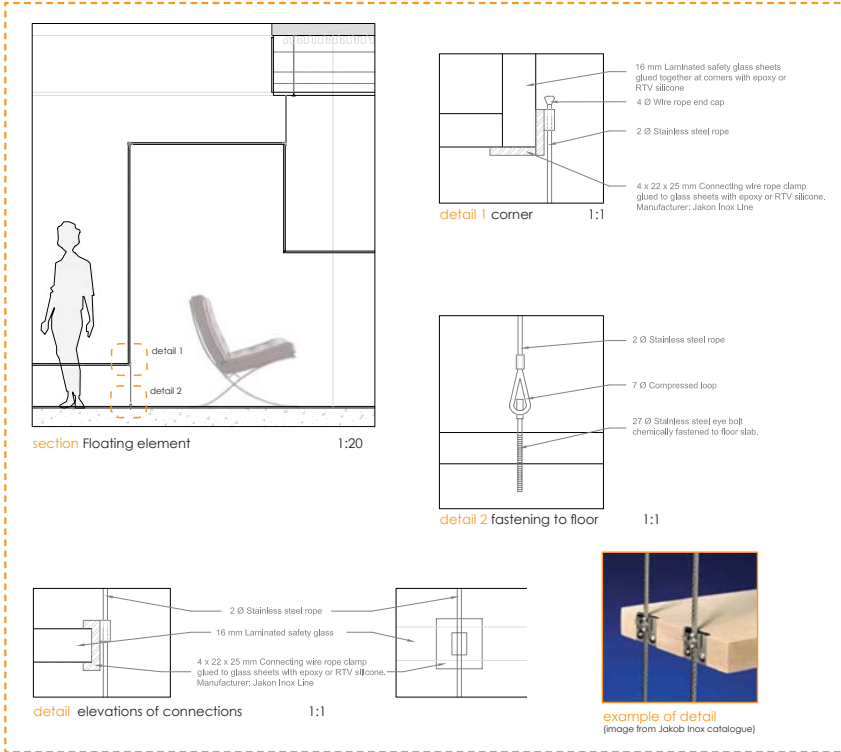 detail 1
detail 2
section Floating element 1:20
16 mm Laminated safety glass sheets
glued together at corners with epoxy or
RTV silicone
4 Ø Wire rope end cap
2 Ø Stainless steel rope
4 x 22 x 25 mm Connecting wire rope clamp
glued to glass sheets with epoxy or RTV silicone.
Manufacturer: Jakon Inox Line
detail 1 corner 1:1
2 Ø Stainless steel rope
7 Ø Compressed loop
27 Ø Stainless steel eye bolt
chemically fastened to floor slab.
detail 2 fastening to floor 1:1
2 Ø Stainless steel rope
16 mm Laminated safety glass
4 x 22 x 25 mm Connecting wire rope clamp
glued to glass sheets with epoxy or RTV silicone.
Manufacturer: Jakon Inox Line
detail elevations of connections 1:1
example of detail
(image from Jakob Inox catalogue)